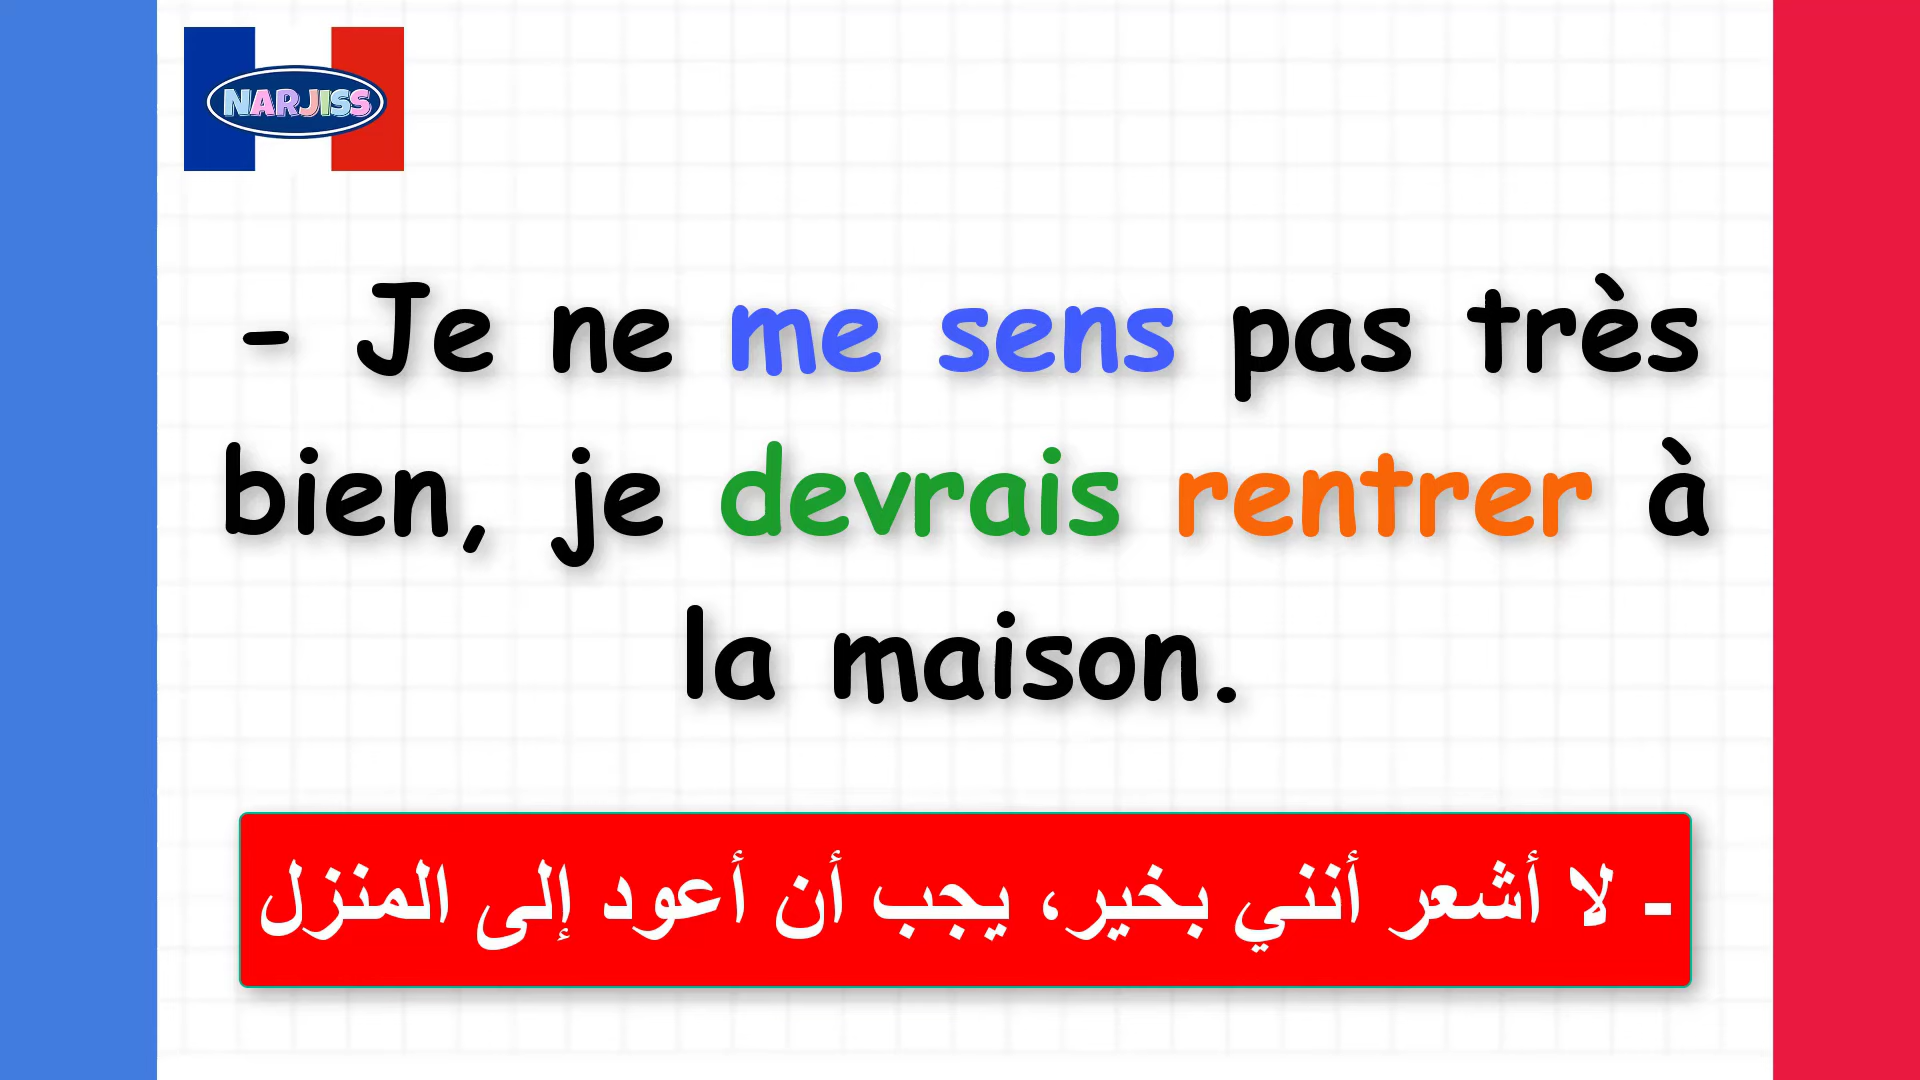 NARJISS
- Je ne me sens pas très
bien, je devrais rentrer à
la maison.
- لا أشعر أنني بخير، يجب أن أعود إلى المنزل